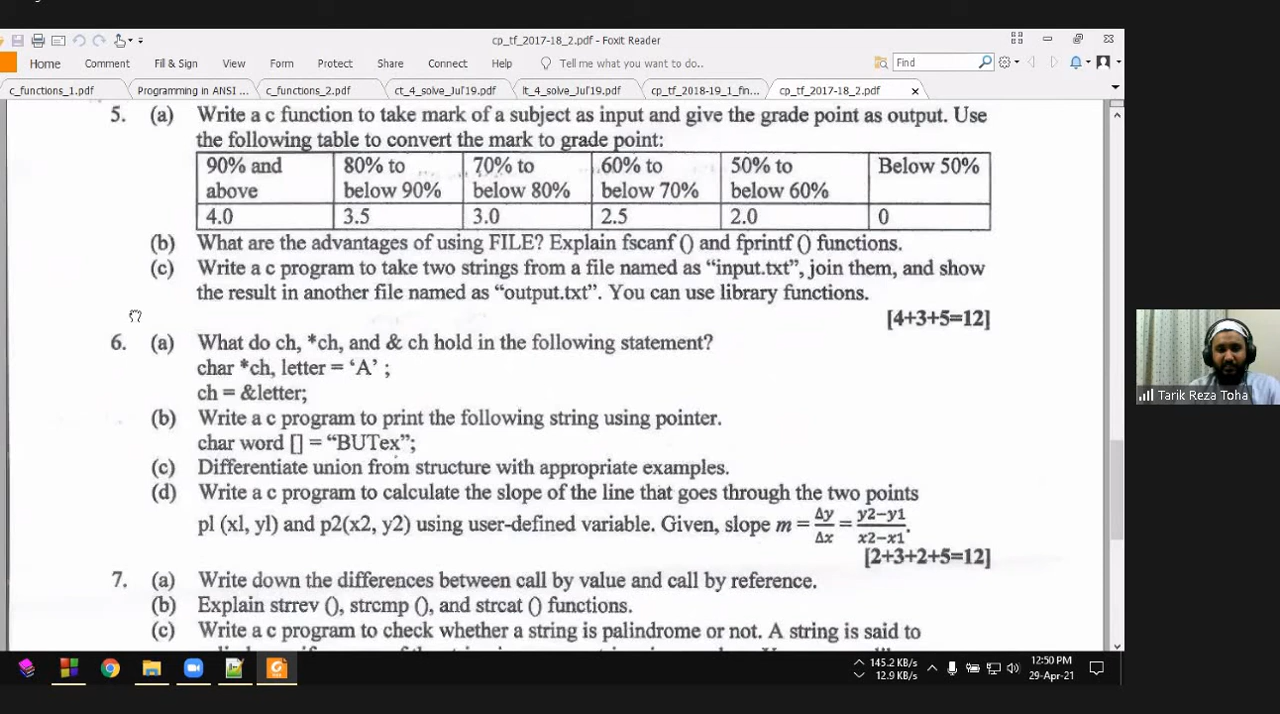 cp_tf_2017-18_2.pdf - Foxit Reader
Home Comment Fill & Sign View Form Protect Share Connect Help Tell me what you want to do.. Find
c_functions_1.pdf Programming in ANSI ... c_functions_2.pdf ct_4_solve_Jul'19.pdf lt_4_solve_Jul'19.pdf cp_tf_2018-19_1_fin... cp_tf_2017-18_2.pdf
5. (a) Write a c function to take mark of a subject as input and give the grade point as output. Use
the following table to convert the mark to grade point:
90% and 80% to 70% to 60% to 50% to Below 50%
above below 90% below 80% below 70% below 60%
4.0 3.5 3.0 2.5 2.0 0
(b) What are the advantages of using FILE? Explain fscanf () and fprintf () functions.
(c) Write a c program to take two strings from a file named as “input.txt”, join them, and show
the result in another file named as “output.txt”. You can use library functions.
[4+3+5=12]
6. (a) What do ch, *ch, and & ch hold in the following statement?
char *ch, letter = ‘A’ ;
ch = &letter;
(b) Write a c program to print the following string using pointer.
char word [] = “BUTex”;
(c) Differentiate union from structure with appropriate examples.
(d) Write a c program to calculate the slope of the line that goes through the two points
pl (xl, yl) and p2(x2, y2) using user-defined variable. Given, slope m = Δy/Δx = y2−y1/x2−x1.
[2+3+2+5=12]
7. (a) Write down the differences between call by value and call by reference.
(b) Explain strrev (), strcmp (), and strcat () functions.
(c) Write a c program to check whether a string is palindrome or not. A string is said to
Tarik Reza Toha
145.2 KB/s
12.9 KB/s
12:50 PM
29-Apr-21